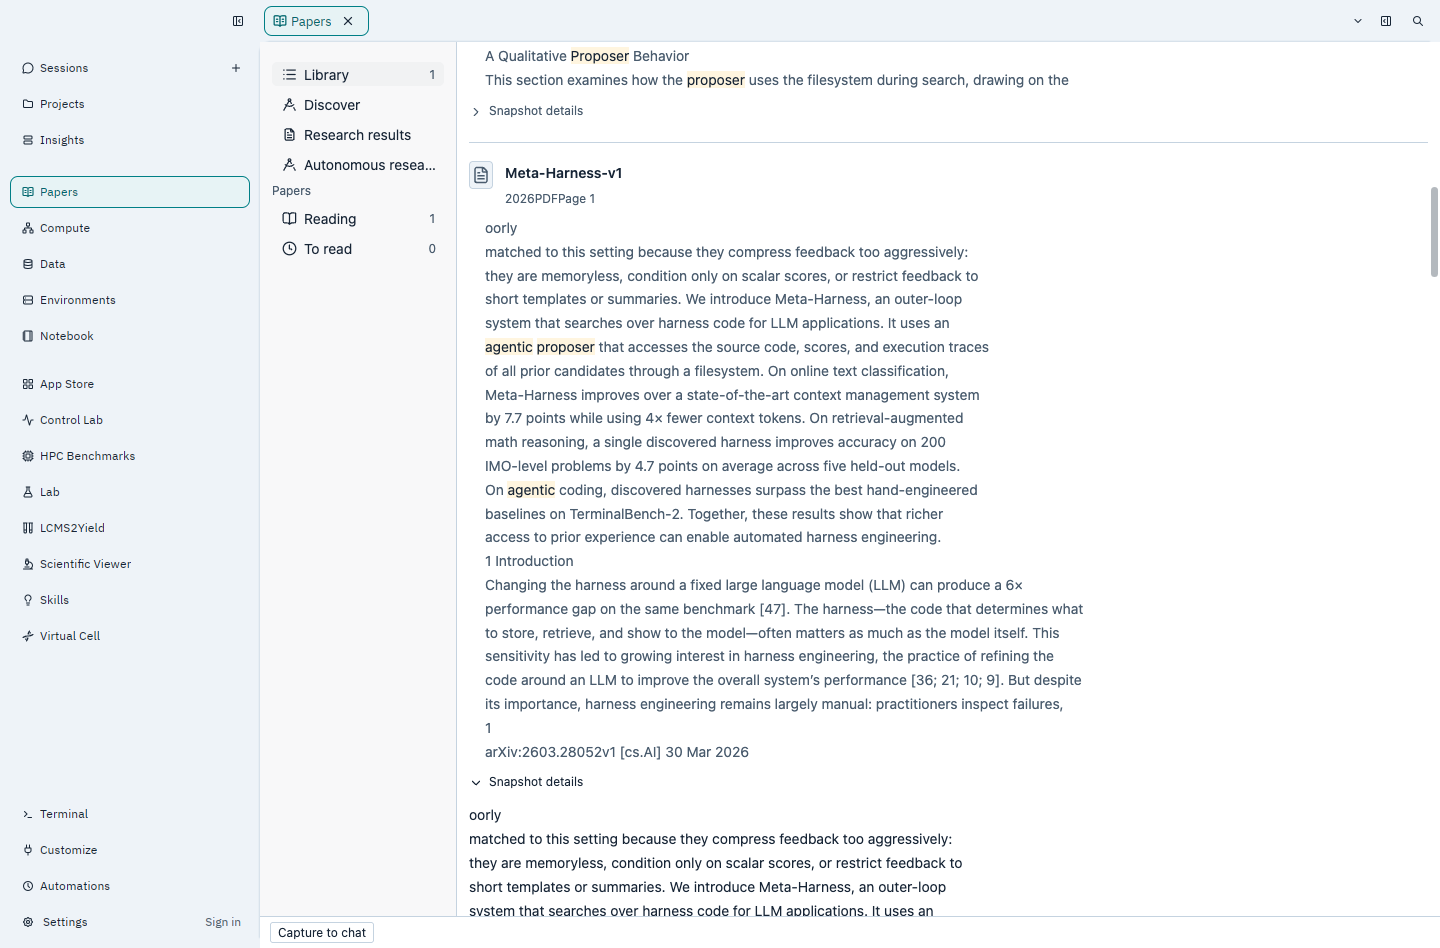 Papers
Sessions
Projects
Insights
Papers
Compute
Data
Environments
Notebook
App Store
Control Lab
HPC Benchmarks
Lab
LCMS2Yield
Scientific Viewer
Skills
Virtual Cell
Terminal
Customize
Automations
Settings
Sign in
Library 1
Discover
Research results
Autonomous resea...
Papers
Reading 1
To read 0
A Qualitative Proposer Behavior
This section examines how the proposer uses the filesystem during search, drawing on the
Snapshot details
Meta-Harness-v1
2026PDFPage 1
oorly
matched to this setting because they compress feedback too aggressively:
they are memoryless, condition only on scalar scores, or restrict feedback to
short templates or summaries. We introduce Meta-Harness, an outer-loop
system that searches over harness code for LLM applications. It uses an
agentic proposer that accesses the source code, scores, and execution traces
of all prior candidates through a filesystem. On online text classification,
Meta-Harness improves over a state-of-the-art context management system
by 7.7 points while using 4× fewer context tokens. On retrieval-augmented
math reasoning, a single discovered harness improves accuracy on 200
IMO-level problems by 4.7 points on average across five held-out models.
On agentic coding, discovered harnesses surpass the best hand-engineered
baselines on TerminalBench-2. Together, these results show that richer
access to prior experience can enable automated harness engineering.
1 Introduction
Changing the harness around a fixed large language model (LLM) can produce a 6×
performance gap on the same benchmark [47]. The harness—the code that determines what
to store, retrieve, and show to the model—often matters as much as the model itself. This
sensitivity has led to growing interest in harness engineering, the practice of refining the
code around an LLM to improve the overall system's performance [36; 21; 10; 9]. But despite
its importance, harness engineering remains largely manual: practitioners inspect failures,
1
arXiv:2603.28052v1 [cs.AI] 30 Mar 2026
Snapshot details
oorly
matched to this setting because they compress feedback too aggressively:
they are memoryless, condition only on scalar scores, or restrict feedback to
short templates or summaries. We introduce Meta-Harness, an outer-loop
system that searches over harness code for LLM applications. It uses an
Capture to chat